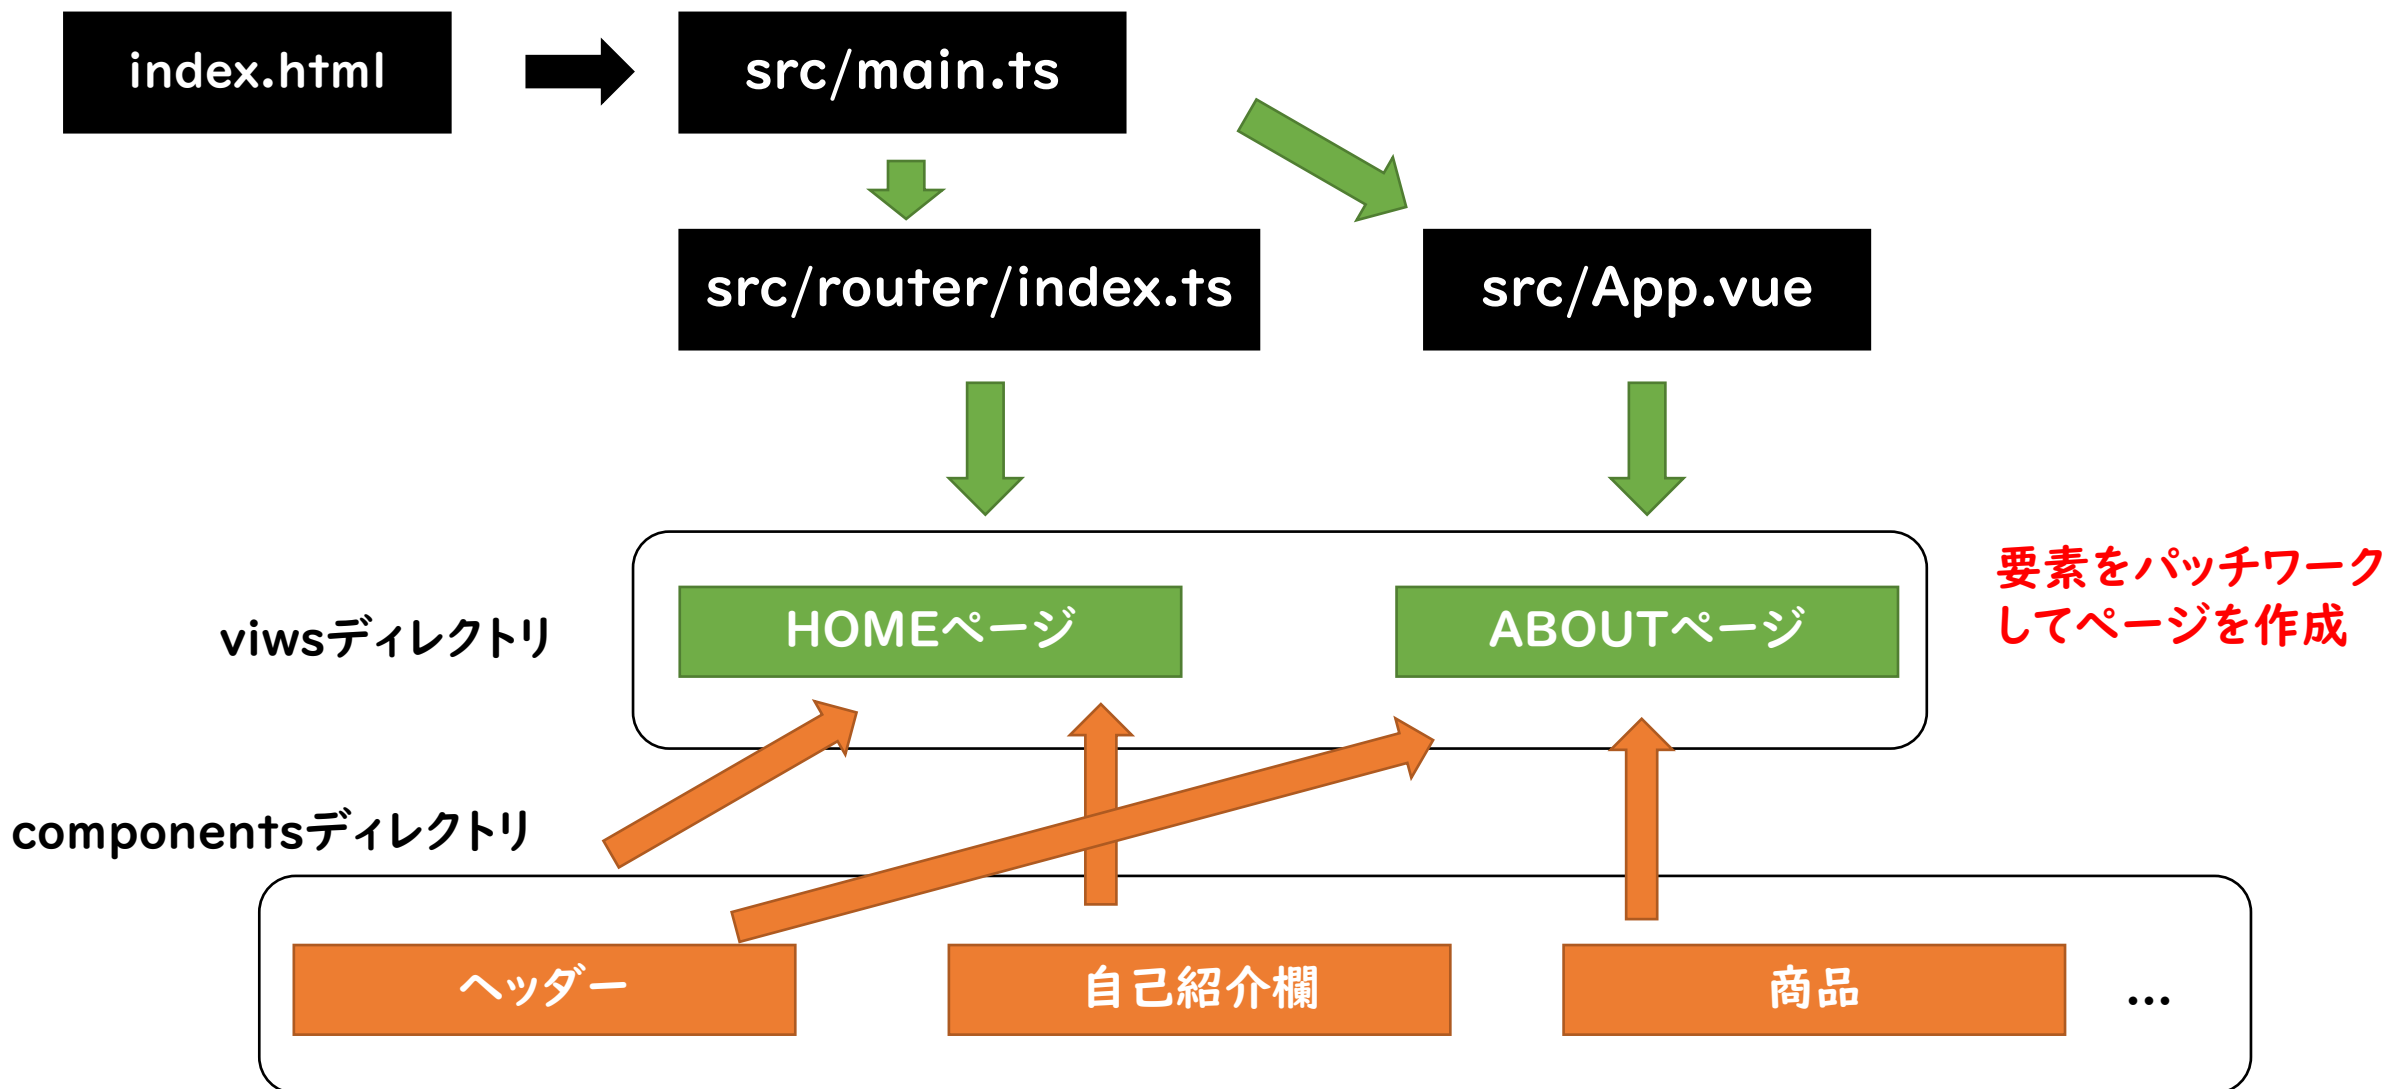 index.html
src/main.ts
src/router/index.ts
src/App.vue
viwsディレクトリ
HOMEページ
ABOUTページ
要素をパッチワーク
してページを作成
componentsディレクトリ
ヘッダー
自己紹介欄
商品
...